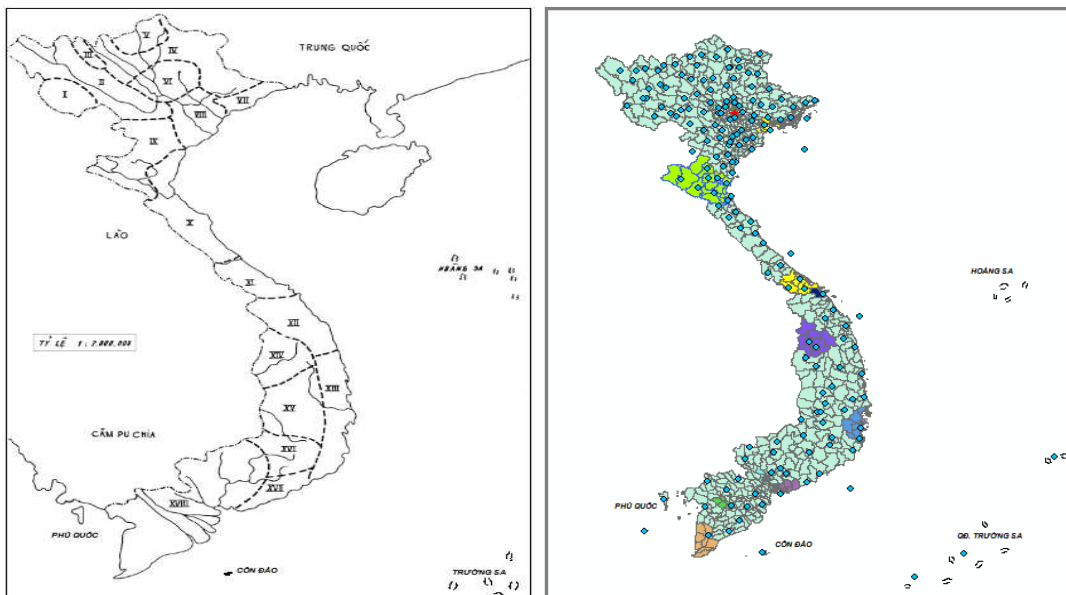 TRUNG QUỐC
V
IV
III
II
VI
I
VIII
VII
IX
LÀO
X
HOÀNG SA
XI
TỶ LỆ 1 : 7,000,000
XII
XIV
XIII
XV
CĂM PU CHIA
XVI
XVII
XVIII
PHÚ QUỐC
CÔN ĐẢO
TRƯỜNG SA
HOÀNG SA
PHÚ QUỐC
CÔN ĐẢO
QĐ. TRƯỜNG SA